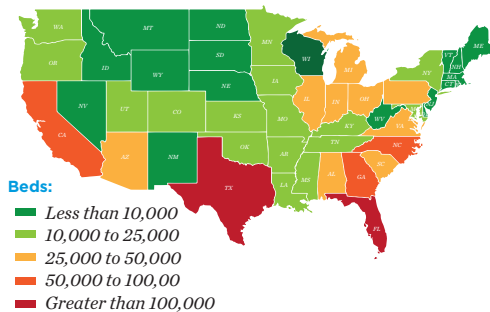 WA
MT
ND
MN
WI
ME
VT
NH
OR
ID
SD
WY
MI
NY
MA
CT
NE
IA
NV
UT
CO
IL
IN
OH
KS
MO
WV
VA
KY
CA
AZ
NM
OK
AR
TN
NC
SC
MS
AL
GA
TX
LA
FL
Beds:
Less than 10,000
10,000 to 25,000
25,000 to 50,000
50,000 to 100,00
Greater than 100,000